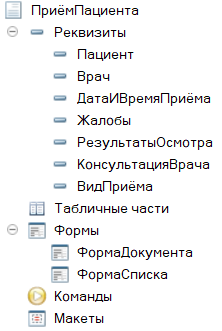 ПриёмПациента
Реквизиты
Пациент
Врач
ДатаИВремяПриёма
Жалобы
РезультатыОсмотра
КонсультацияВрача
ВидПриёма
Табличные части
Формы
ФормаДокумента
ФормаСписка
Команды
Макеты